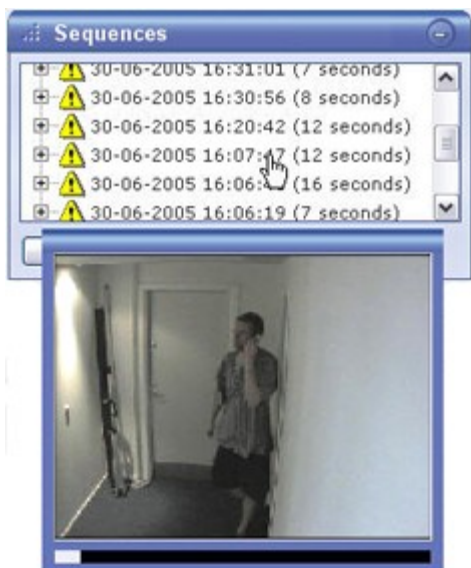 Sequences
30-06-2005 16:31:01 (7 seconds)
30-06-2005 16:30:56 (8 seconds)
30-06-2005 16:20:42 (12 seconds)
30-06-2005 16:07:47 (12 seconds)
30-06-2005 (16 seconds)
30-06-2005 16:06:19 (7 seconds)